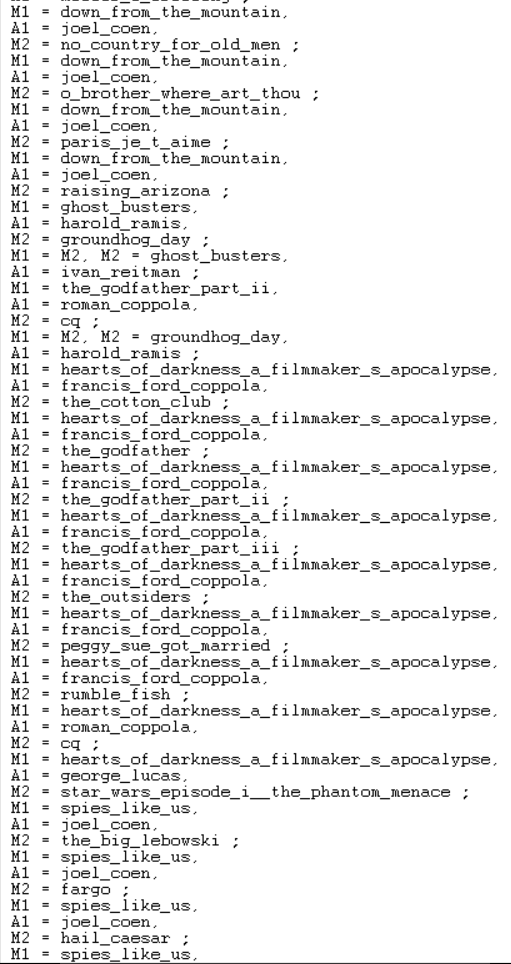 M1 = down_from_the_mountain,
A1 = joel_coen,
M2 = no_country_for_old_men ;
M1 = down_from_the_mountain,
A1 = joel_coen,
M2 = o_brother_where_art_thou ;
M1 = down_from_the_mountain,
A1 = joel_coen,
M2 = paris_je_t_aime ;
M1 = down_from_the_mountain,
A1 = joel_coen,
M2 = raising_arizona ;
M1 = ghost_busters,
A1 = harold_ramis,
M2 = groundhog_day ;
M1 = M2, M2 = ghost_busters,
A1 = ivan_reitman ;
M1 = the_godfather_part_ii,
A1 = roman_coppola,
M2 = cq ;
M1 = M2, M2 = groundhog_day,
A1 = harold_ramis ;
M1 = hearts_of_darkness_a_filmmaker_s_apocalypse,
A1 = francis_ford_coppola,
M2 = the_cotton_club ;
M1 = hearts_of_darkness_a_filmmaker_s_apocalypse,
A1 = francis_ford_coppola,
M2 = the_godfather ;
M1 = hearts_of_darkness_a_filmmaker_s_apocalypse,
A1 = francis_ford_coppola,
M2 = the_godfather_part_ii ;
M1 = hearts_of_darkness_a_filmmaker_s_apocalypse,
A1 = francis_ford_coppola,
M2 = the_godfather_part_iii ;
M1 = hearts_of_darkness_a_filmmaker_s_apocalypse,
A1 = francis_ford_coppola,
M2 = the_outsiders ;
M1 = hearts_of_darkness_a_filmmaker_s_apocalypse,
A1 = francis_ford_coppola,
M2 = peggy_sue_got_married ;
M1 = hearts_of_darkness_a_filmmaker_s_apocalypse,
A1 = francis_ford_coppola,
M2 = rumble_fish ;
M1 = hearts_of_darkness_a_filmmaker_s_apocalypse,
A1 = roman_coppola,
M2 = cq ;
M1 = hearts_of_darkness_a_filmmaker_s_apocalypse,
A1 = george_lucas,
M2 = star_wars_episode_i__the_phantom_menace ;
M1 = spies_like_us,
A1 = joel_coen,
M2 = the_big_lebowski ;
M1 = spies_like_us,
A1 = joel_coen,
M2 = fargo ;
M1 = spies_like_us,
A1 = joel_coen,
M2 = hail_caesar ;
M1 = spies_like_us,